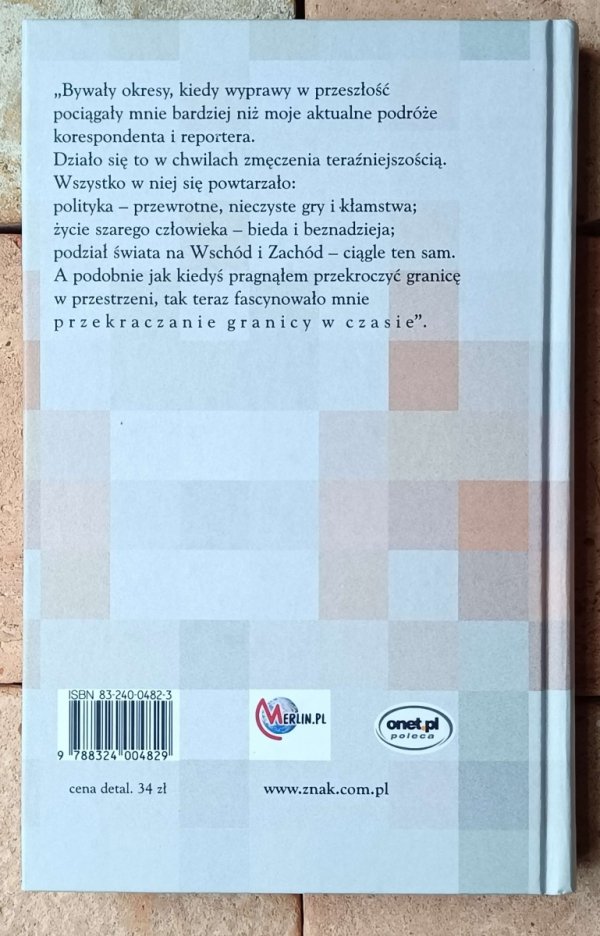 „Bywały okresy, kiedy wyprawy w przeszłość
pociągały mnie bardziej niż moje aktualne podróże
korespondenta i reportera.
Działo się to w chwilach zmęczenia teraźniejszością.
Wszystko w niej się powtarzało:
polityka – przewrotne, nieczyste gry i kłamstwa;
życie szarego człowieka – bieda i beznadzieja;
podział świata na Wschód i Zachód – ciągle ten sam.
A podobnie jak kiedyś pragnąłem przekroczyć granicę
w przestrzeni, tak teraz fascynowało mnie
p r z e k r a c z a n i e g r a n i c y w c z a s i e”.
ISBN 83-240-0482-3
9 788324 004829
MERLIN.PL
onet.pl
poleca
cena detal. 34 zł
www.znak.com.pl